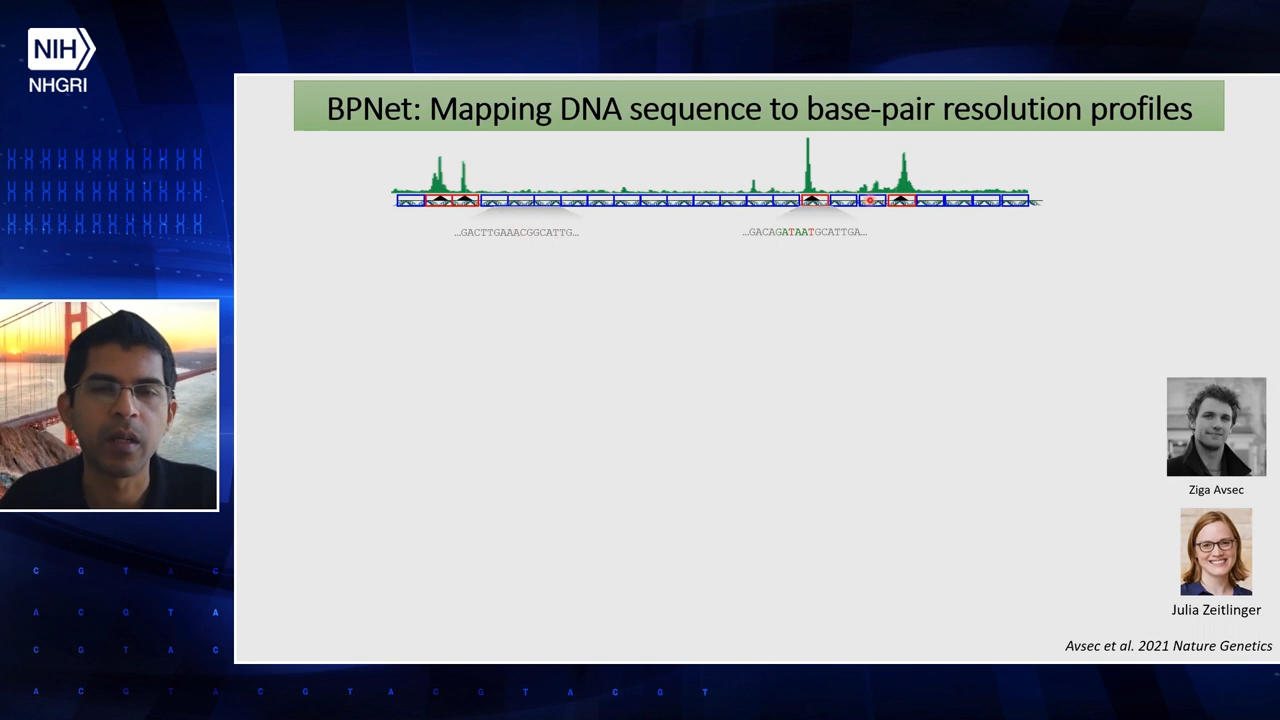 NIH
NHGRI
BPNet: Mapping DNA sequence to base-pair resolution profiles
...GACTTGAAACGGCATTG...
...GACAGATAATGCATTGA...
Ziga Avsec
Julia Zeitlinger
Avsec et al. 2021 Nature Genetics
C G T A C
A C G T A
C G T A C
A C G T A C G T A C G T A C G T